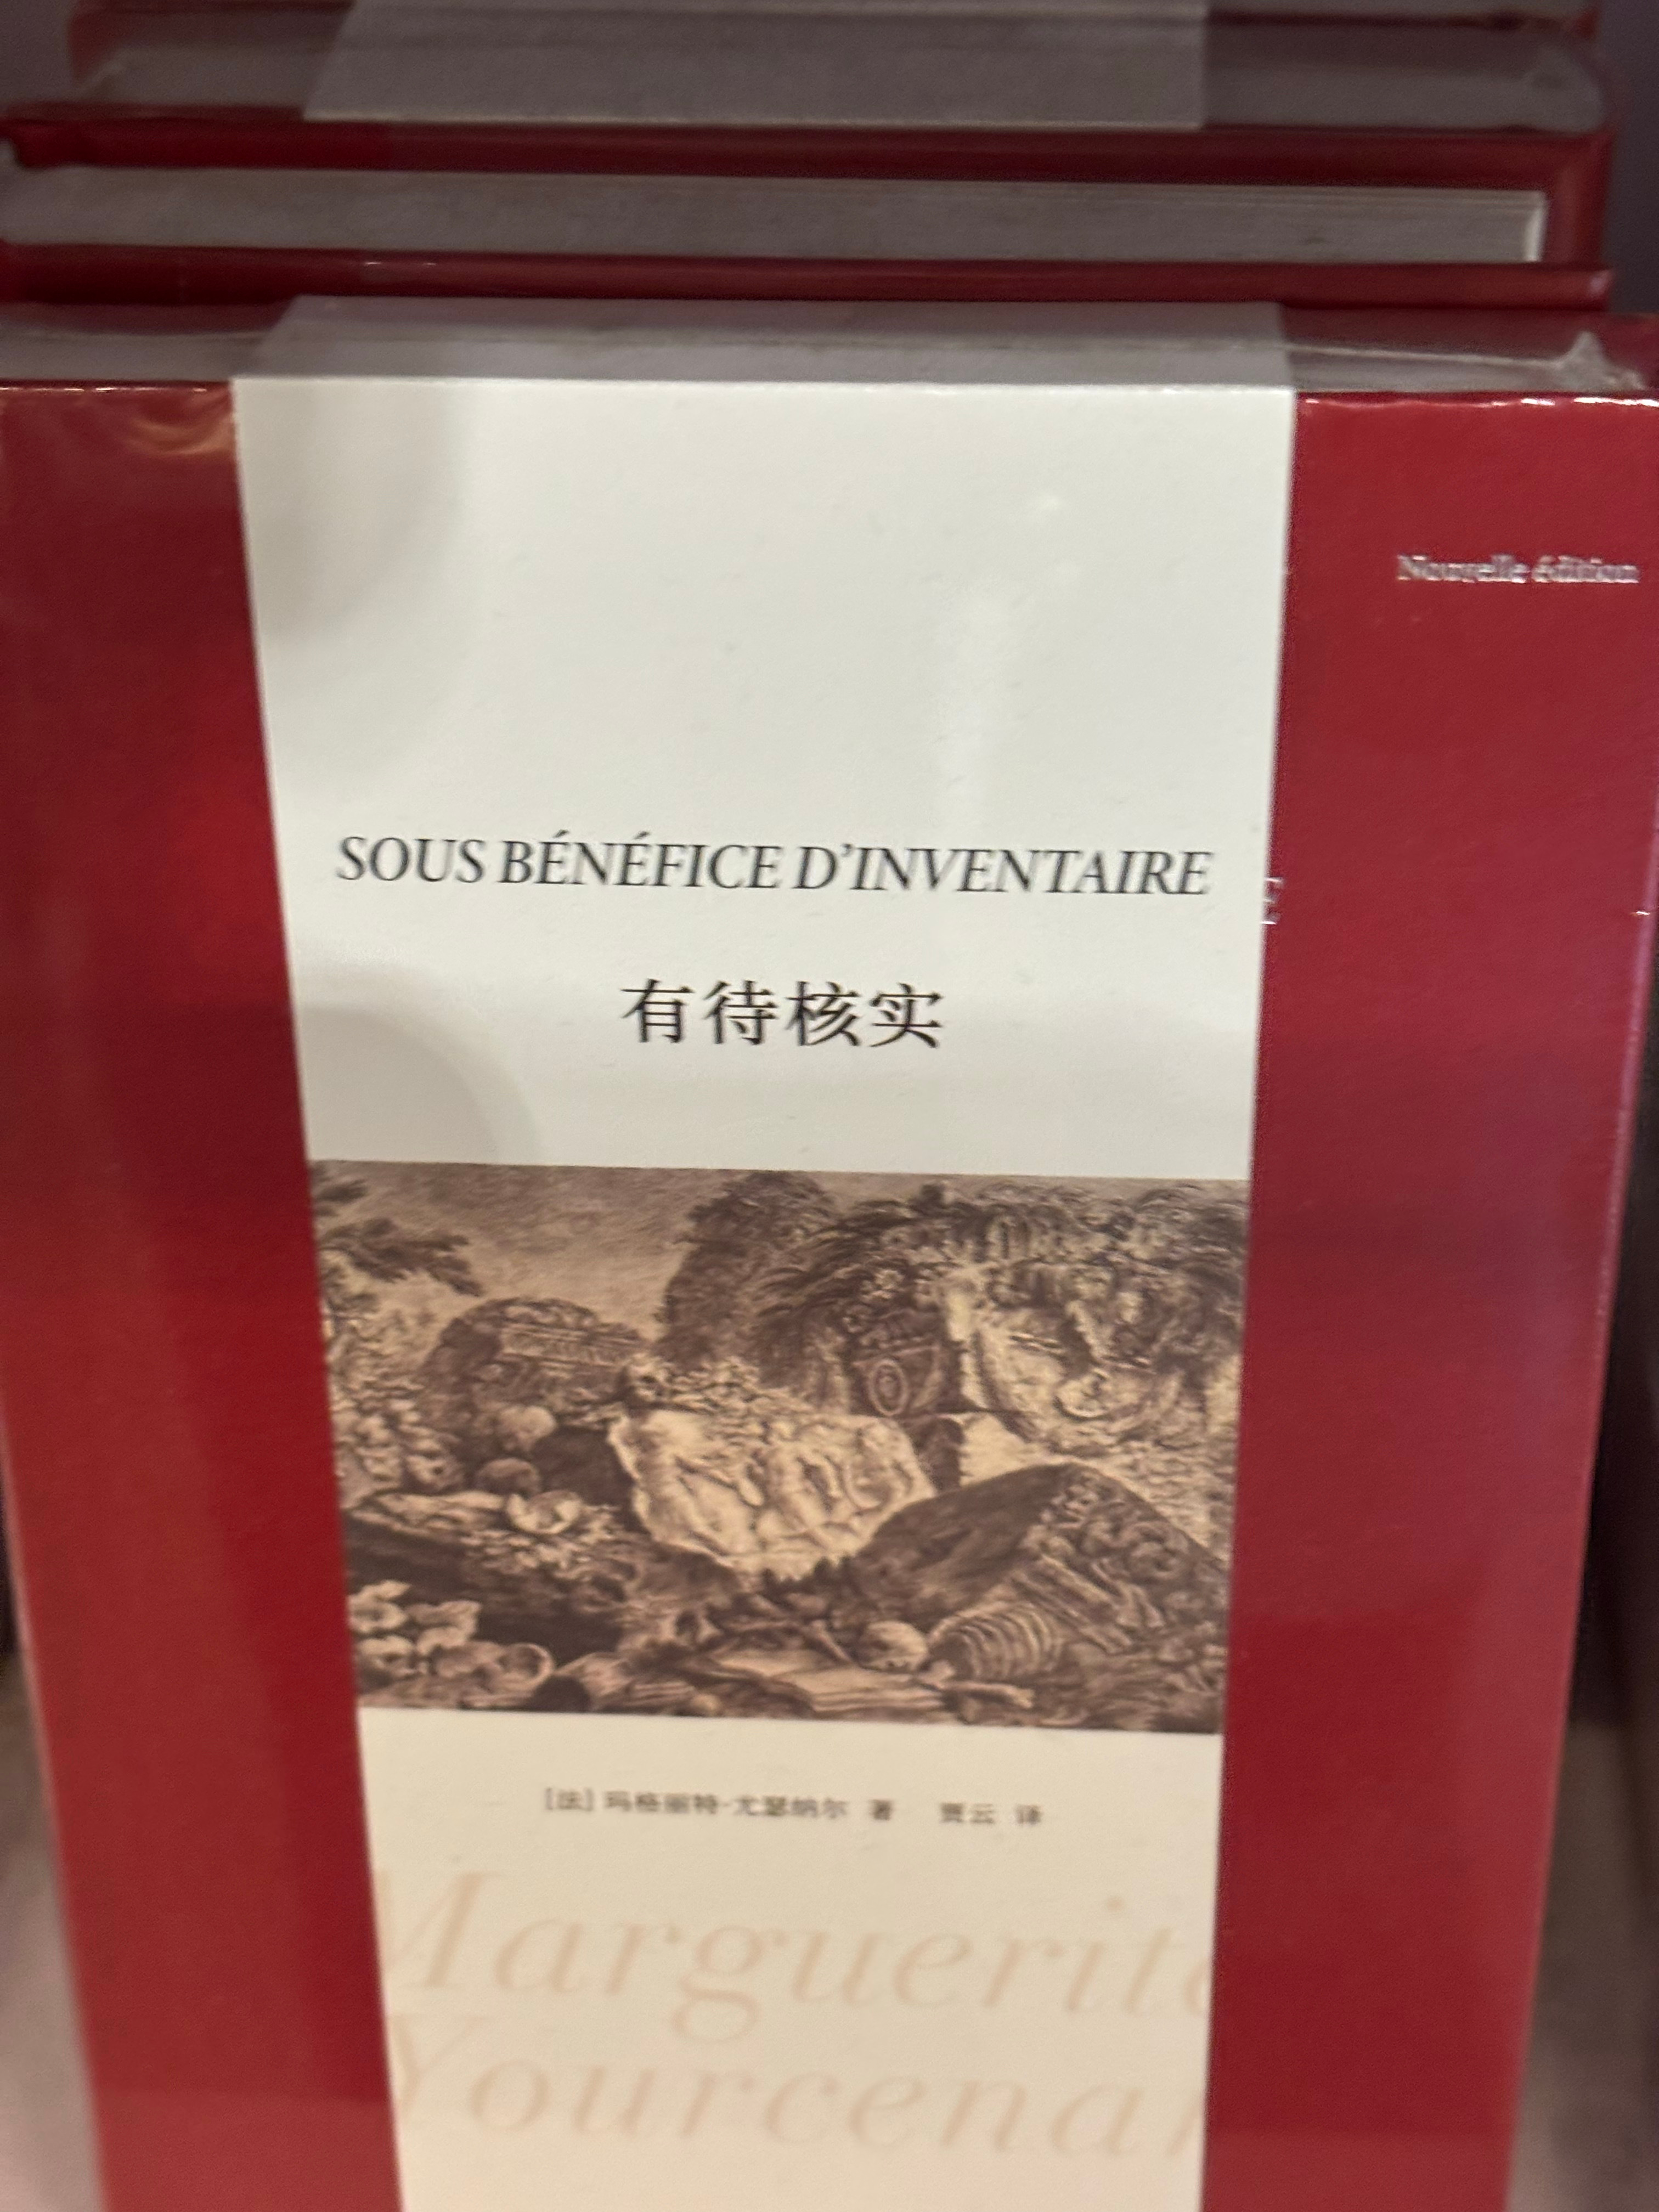 Nouvelle édition
SOUS BÉNÉFICE D'INVENTAIRE
E
有待核实
[法] 玛格丽特·尤瑟纳尔 著 贾云 译
Marguerite
Yourcenar